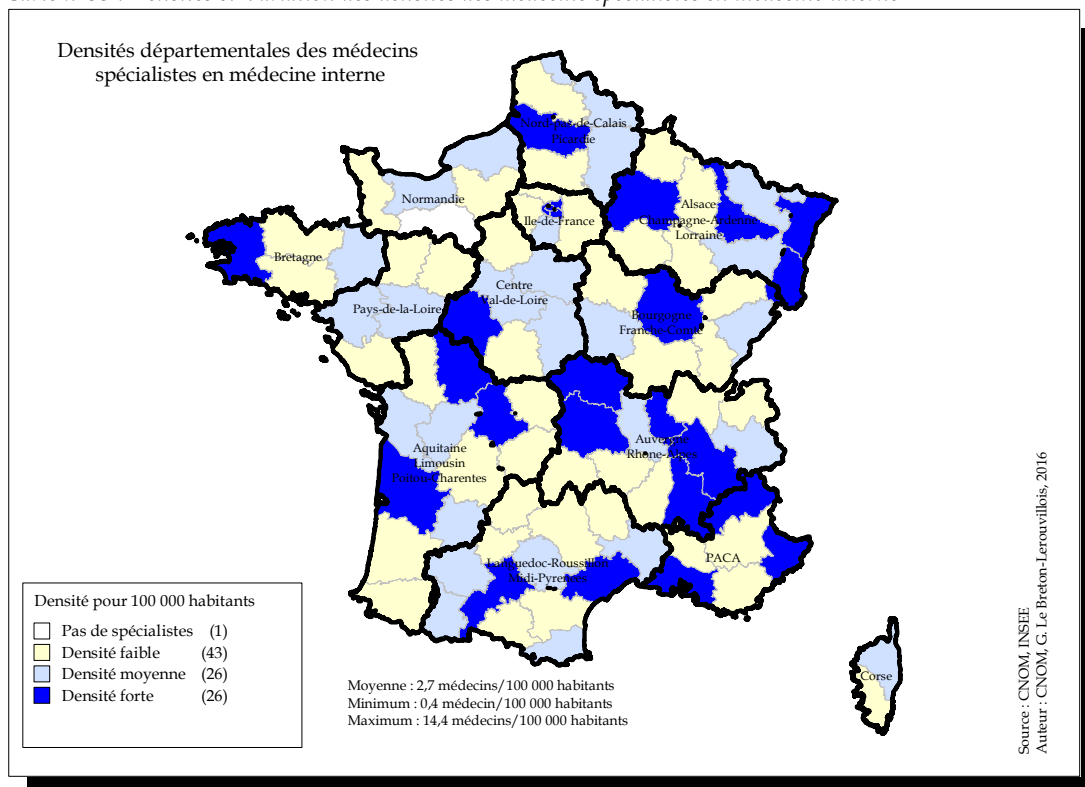 Densités départementales des médecins
spécialistes en médecine interne
Nord-pas-de-Calais
Picardie
Normandie
Ile-de-France
Alsace
Champagne-Ardenne
Lorraine
Bretagne
Pays-de-la-Loire
Centre
Val-de-Loire
Bourgogne
Franche-Comté
Aquitaine
Limousin
Poitou-Charentes
Auvergne
Rhône-Alpes
PACA
Languedoc-Roussillon
Midi-Pyrénées
Corse
Densité pour 100 000 habitants
Pas de spécialistes (1)
Densité faible (43)
Densité moyenne (26)
Densité forte (26)
Moyenne : 2,7 médecins/100 000 habitants
Minimum : 0,4 médecin/100 000 habitants
Maximum : 14,4 médecins/100 000 habitants
Source : CNOM, INSEE
Auteur : CNOM, G. Le Breton-Lerouvillois, 2016